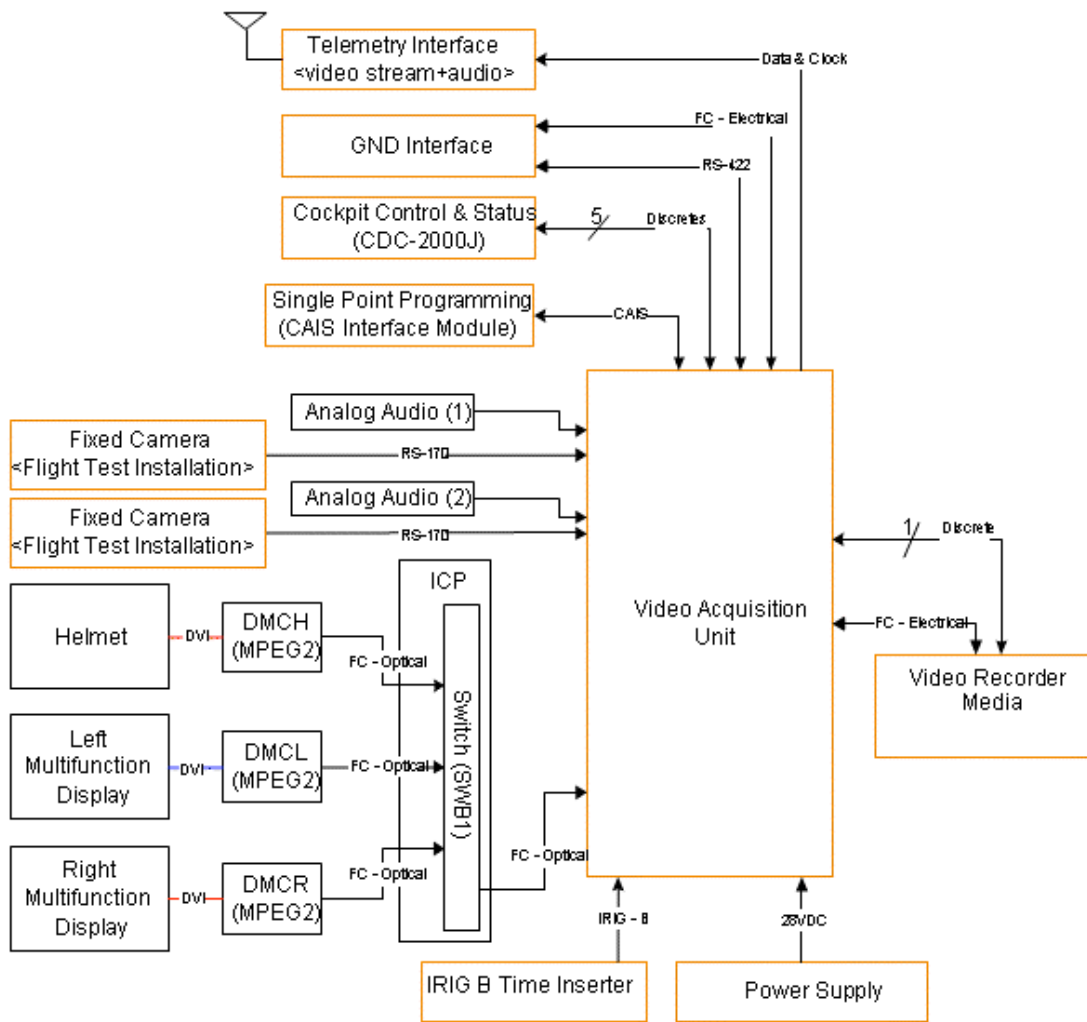 Telemetry Interface
<video stream+audio>
Data & Clock
GND Interface
FC - Electrical
RS-422
Cockpit Control & Status
(CDC-2000J)
5
Discretes
Single Point Programming
(CAIS Interface Module)
CAIS
Analog Audio (1)
Fixed Camera
<Flight Test Installation>
RS-170
Analog Audio (2)
Fixed Camera
<Flight Test Installation>
RS-170
Video Acquisition
Unit
1
Discrete
FC - Electrical
Video Recorder
Media
ICP
Switch (SWB1)
Helmet
DVI
DMCH
(MPEG2)
FC - Optical
Left
Multifunction
Display
DVI
DMCL
(MPEG2)
FC - Optical
Right
Multifunction
Display
DVI
DMCR
(MPEG2)
FC - Optical
FC - Optical
IRIG - B
28VDC
IRIG B Time Inserter
Power Supply